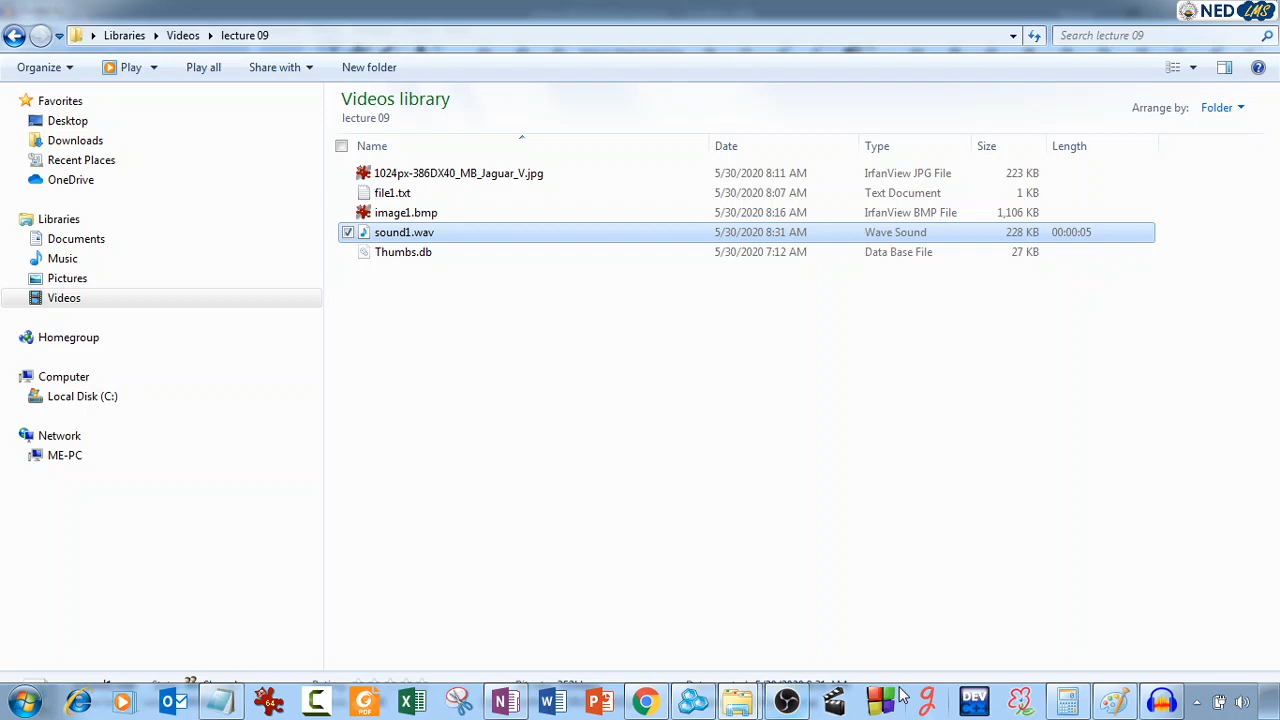 NED LMS
Libraries Videos lecture 09 Search lecture 09
Organize Play Play all Share with New folder
Videos library
lecture 09
Arrange by: Folder
Name Date Type Size Length
1024px-386DX40_MB_Jaguar_V.jpg 5/30/2020 8:11 AM IrfanView JPG File 223 KB
file1.txt 5/30/2020 8:07 AM Text Document 1 KB
image1.bmp 5/30/2020 8:16 AM IrfanView BMP File 1,106 KB
sound1.wav 5/30/2020 8:31 AM Wave Sound 228 KB 00:00:05
Thumbs.db 5/30/2020 7:12 AM Data Base File 27 KB
Favorites
Desktop
Downloads
Recent Places
OneDrive
Libraries
Documents
Music
Pictures
Videos
Homegroup
Computer
Local Disk (C:)
Network
ME-PC
64 PDF DEV C++